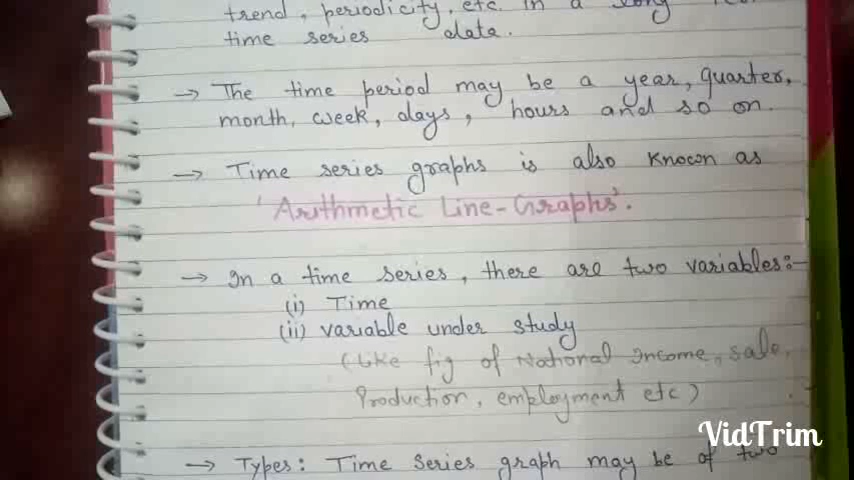 trend, periodicity, etc. in a long
time series data.
→ The time period may be a year, quarter,
month, week, days, hours and so on.
→ Time series graphs is also known as
'Arithmetic Line-Graphs'.
→ In a time series, there are two variables:-
(i) Time
(ii) variable under study
(like fig of National Income, sale,
Production, employment etc)
→ Types: Time series graph may be of two
VidTrim